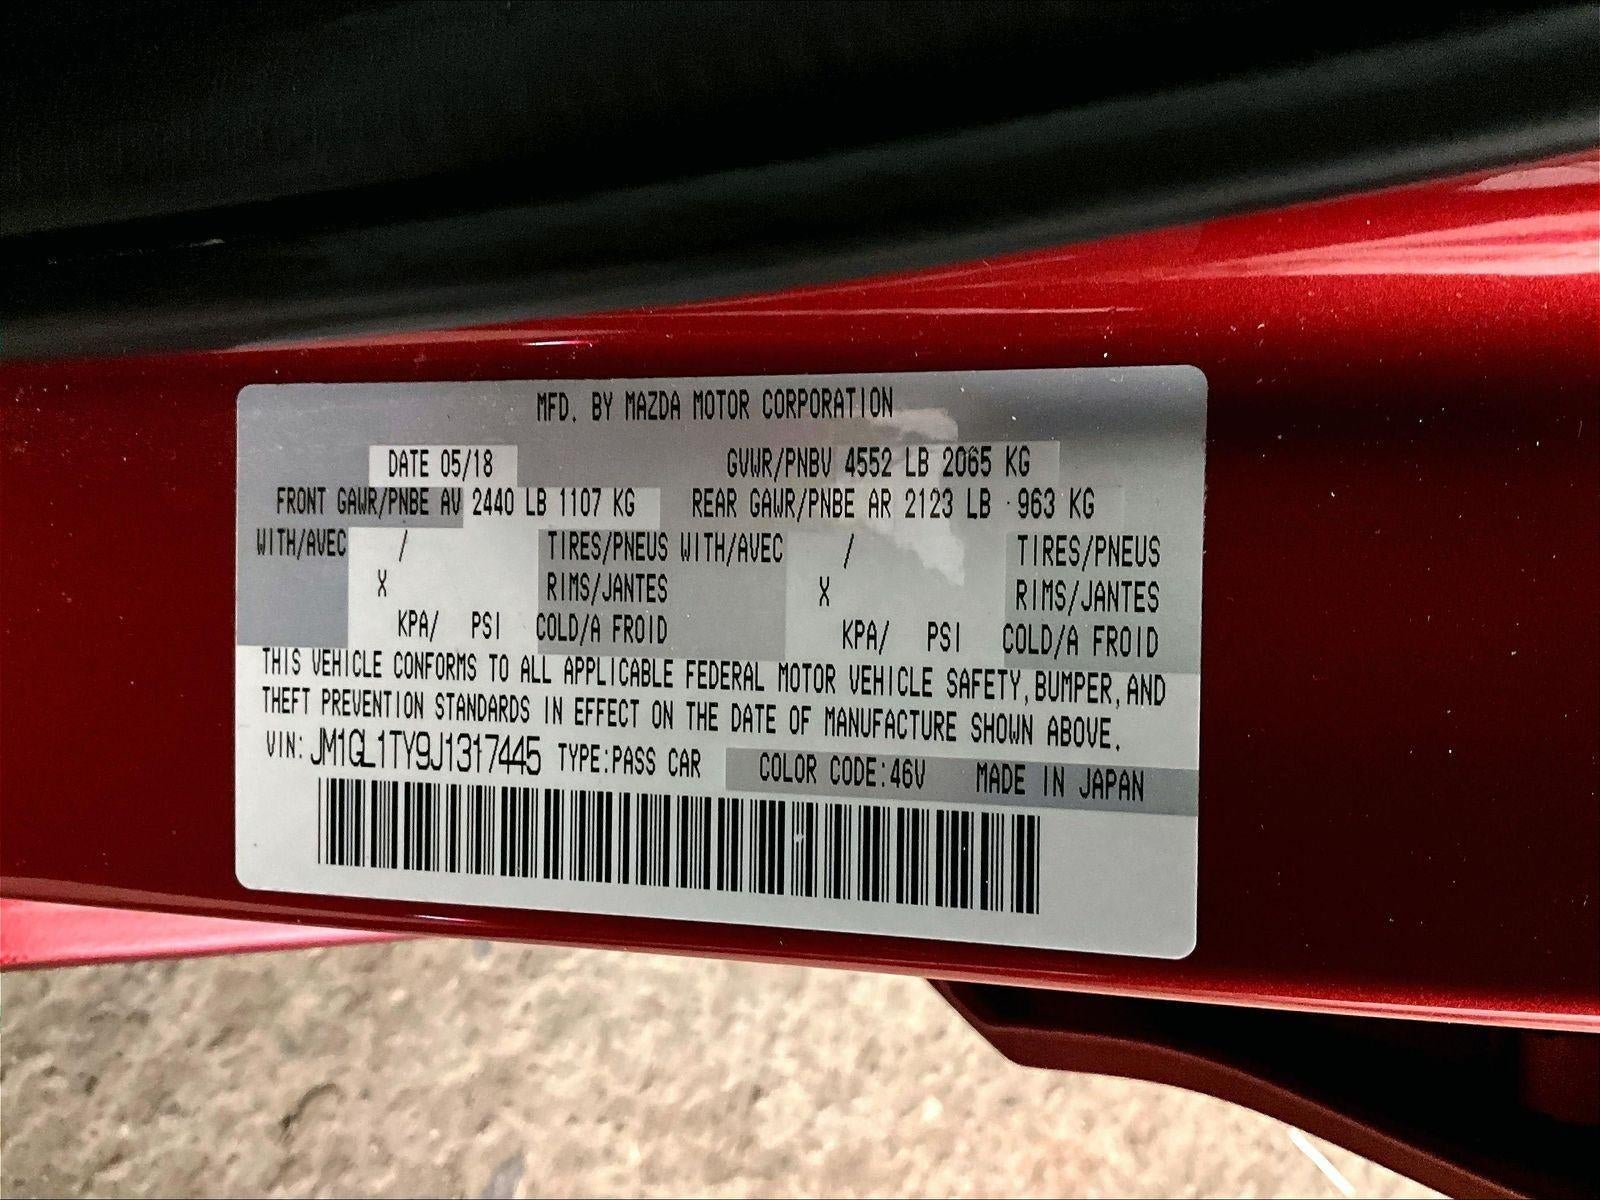 MFD. BY MAZDA MOTOR CORPORATION
DATE 05/18 GVWR/PNBV 4552 LB 2065 KG
FRONT GAWR/PNBE AV 2440 LB 1107 KG REAR GAWR/PNBE AR 2123 LB 963 KG
WITH/AVEC / TIRES/PNEUS WITH/AVEC / TIRES/PNEUS
X RIMS/JANTES X RIMS/JANTES
KPA/ PSI COLD/A FROID KPA/ PSI COLD/A FROID
THIS VEHICLE CONFORMS TO ALL APPLICABLE FEDERAL MOTOR VEHICLE SAFETY, BUMPER, AND
THEFT PREVENTION STANDARDS IN EFFECT ON THE DATE OF MANUFACTURE SHOWN ABOVE.
VIN: JM1GL1TY9J1317445 TYPE:PASS CAR COLOR CODE:46V MADE IN JAPAN